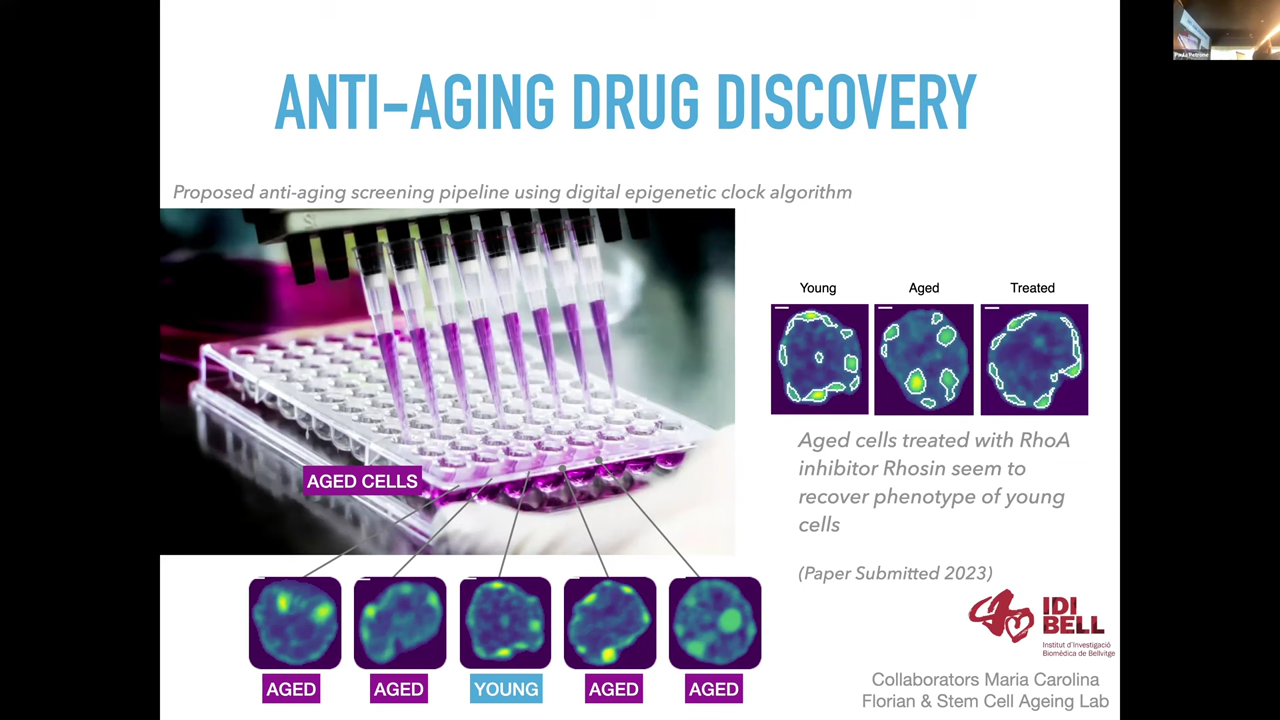 ANTI-AGING DRUG DISCOVERY
Proposed anti-aging screening pipeline using digital epigenetic clock algorithm
Young
Aged
Treated
Aged cells treated with RhoA
inhibitor Rhosin seem to
recover phenotype of young
cells
(Paper Submitted 2023)
AGED CELLS
AGED
AGED
YOUNG
AGED
AGED
IDI
BELL
Institut d'Investigació
Biomèdica de Bellvitge
Collaborators Maria Carolina
Florian & Stem Cell Ageing Lab
Paula Petrone